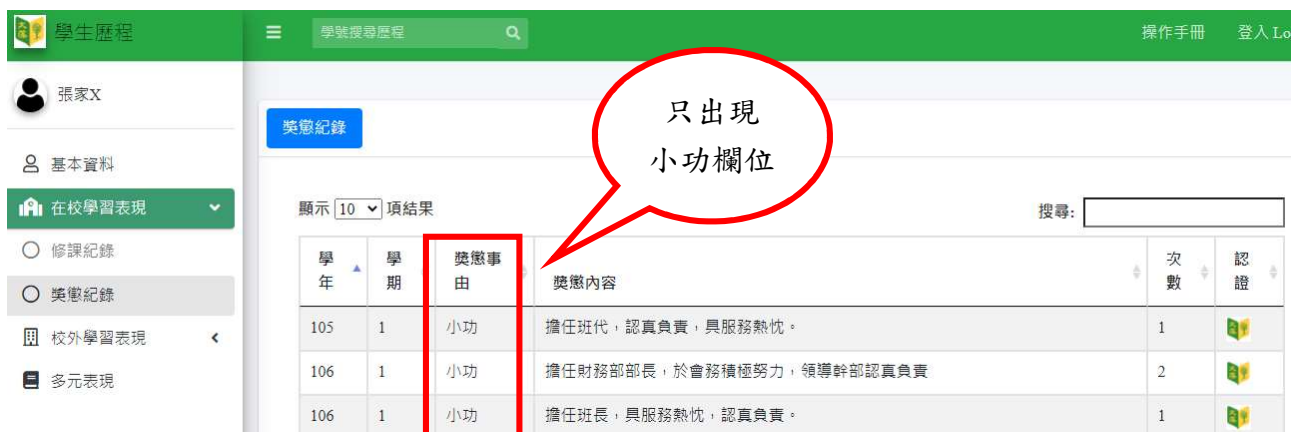 學生歷程
學號搜尋歷程
操作手冊 登入 Lo
張家X
獎懲紀錄
只出現
小功欄位
基本資料
在校學習表現
修課紀錄
獎懲紀錄
校外學習表現
多元表現
顯示 10 項結果
搜尋:
學年 學期 獎懲事由 獎懲內容 次數 認證
105 1 小功 擔任班代,認真負責,具服務熱忱。 1
106 1 小功 擔任財務部部長,於會務積極努力,領導幹部認真負責 2
106 1 小功 擔任班長,具服務熱忱,認真負責。 1